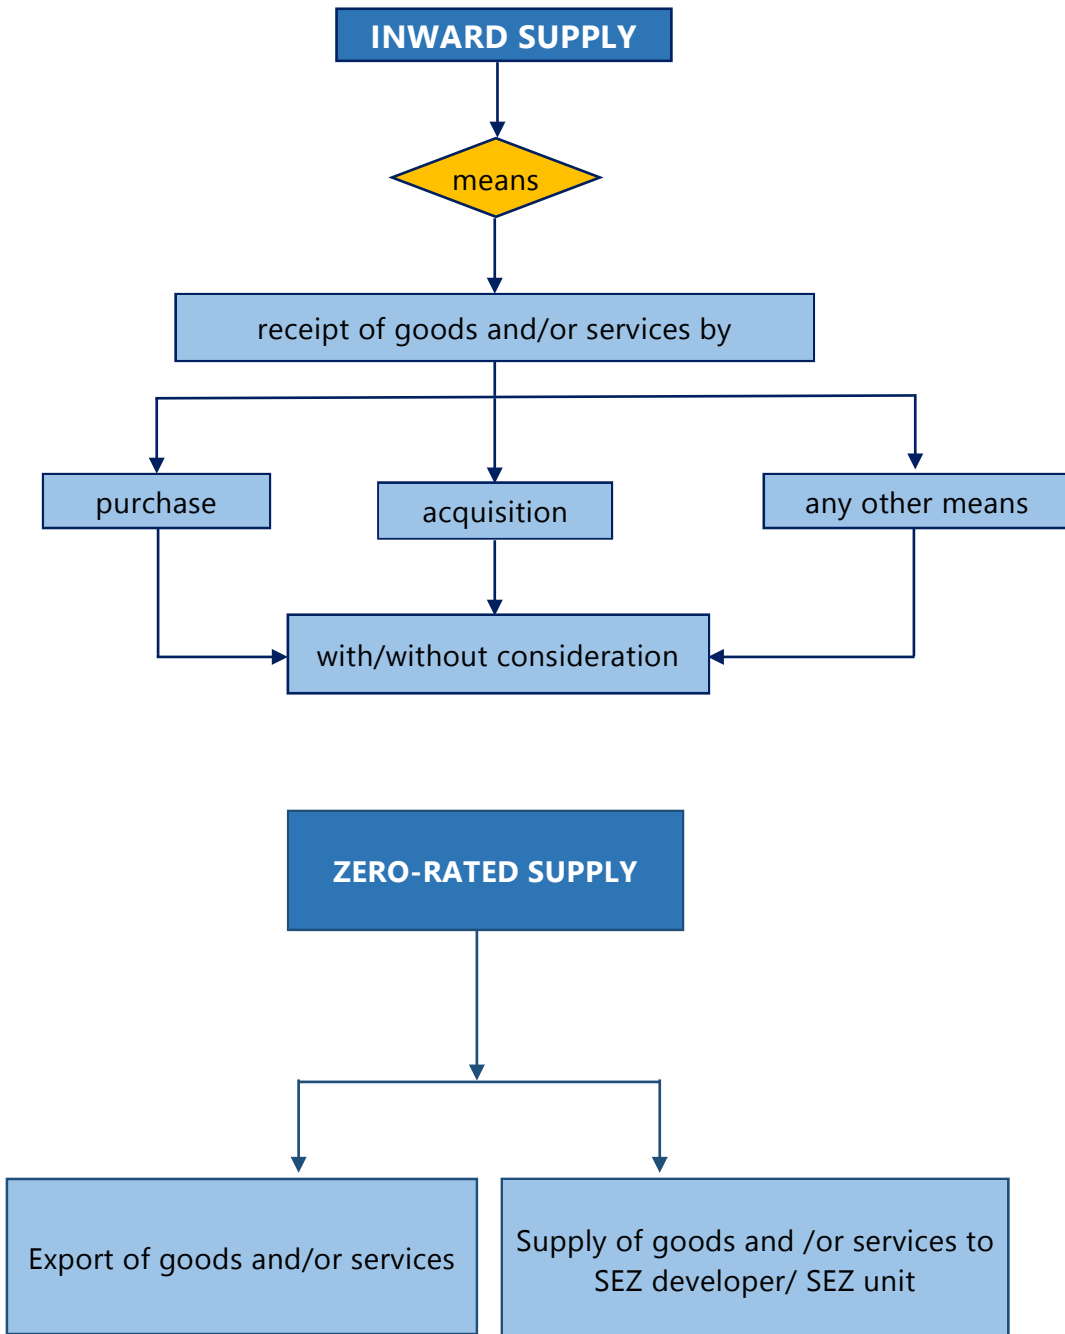 INWARD SUPPLY
means
receipt of goods and/or services by
purchase
acquisition
any other means
with/without consideration
ZERO-RATED SUPPLY
Export of goods and/or services
Supply of goods and /or services to
SEZ developer/ SEZ unit